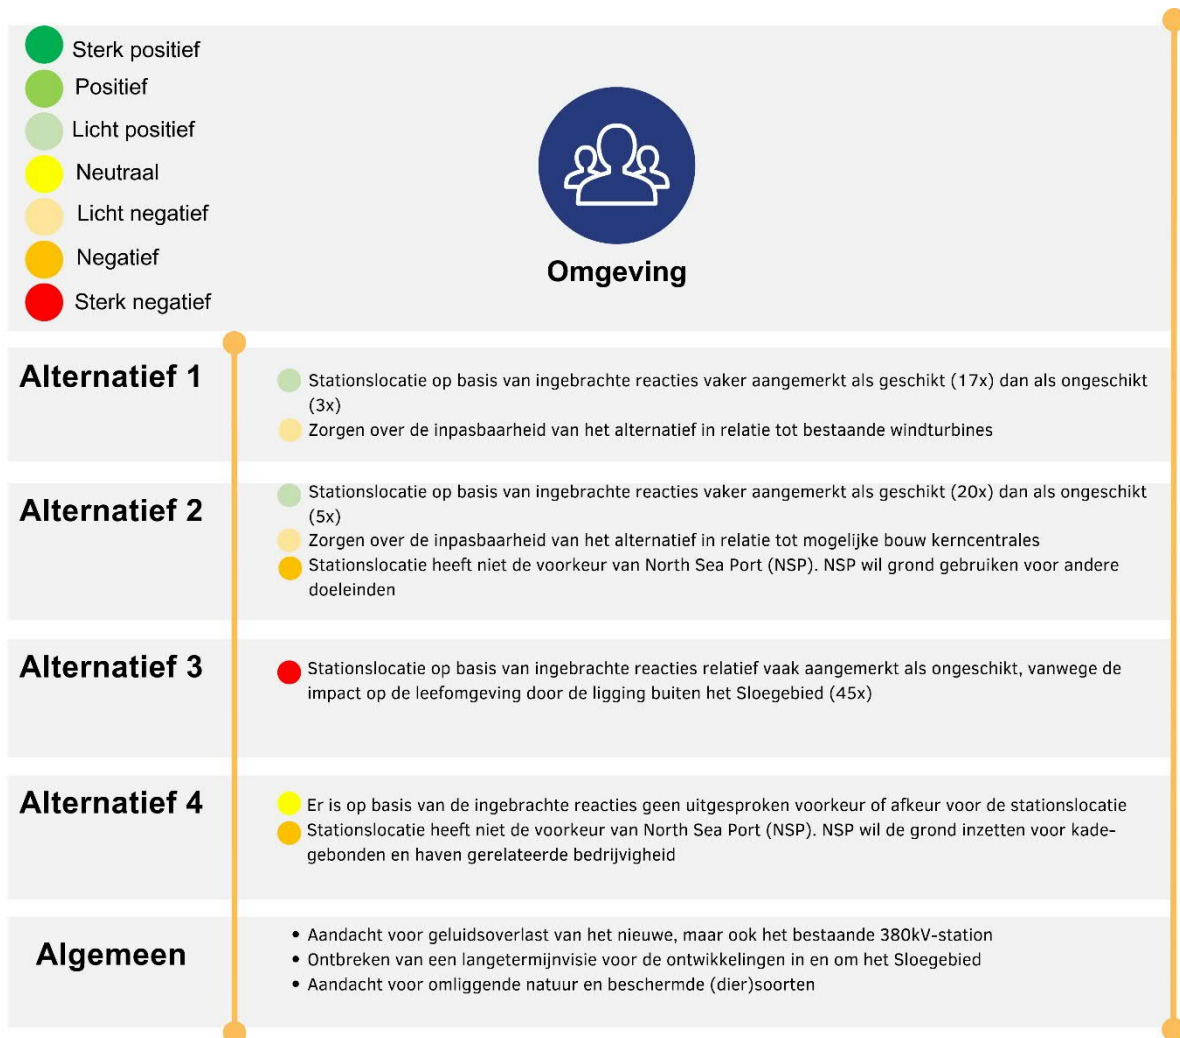 Sterk positief
Positief
Licht positief
Neutraal
Licht negatief
Negatief
Sterk negatief
Omgeving
Alternatief 1
Stationslocatie op basis van ingebrachte reacties vaker aangemerkt als geschikt (17x) dan als ongeschikt
(3x)
Zorgen over de inpasbaarheid van het alternatief in relatie tot bestaande windturbines
Alternatief 2
Stationslocatie op basis van ingebrachte reacties vaker aangemerkt als geschikt (20x) dan als ongeschikt
(5x)
Zorgen over de inpasbaarheid van het alternatief in relatie tot mogelijke bouw kerncentrales
Stationslocatie heeft niet de voorkeur van North Sea Port (NSP). NSP wil grond gebruiken voor andere
doeleinden
Alternatief 3
Stationslocatie op basis van ingebrachte reacties relatief vaak aangemerkt als ongeschikt, vanwege de
impact op de leefomgeving door de ligging buiten het Sloegebied (45x)
Alternatief 4
Er is op basis van de ingebrachte reacties geen uitgesproken voorkeur of afkeur voor de stationslocatie
Stationslocatie heeft niet de voorkeur van North Sea Port (NSP). NSP wil de grond inzetten voor kade-
gebonden en haven gerelateerde bedrijvigheid
Algemeen
• Aandacht voor geluidsoverlast van het nieuwe, maar ook het bestaande 380kV-station
• Ontbreken van een langetermijnvisie voor de ontwikkelingen in en om het Sloegebied
• Aandacht voor omliggende natuur en beschermde (dier)soorten